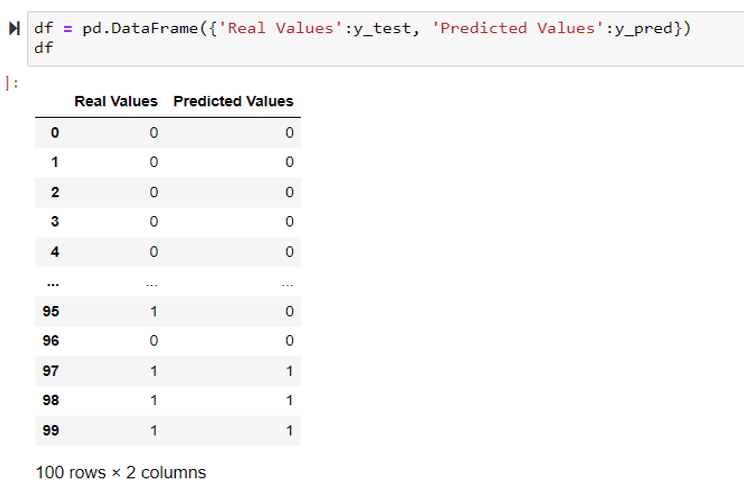 df = pd.DataFrame({'Real Values':y_test, 'Predicted Values':y_pred})
df
]:
Real Values Predicted Values
0 0 0
1 0 0
2 0 0
3 0 0
4 0 0
... ... ...
95 1 0
96 0 0
97 1 1
98 1 1
99 1 1
100 rows × 2 columns